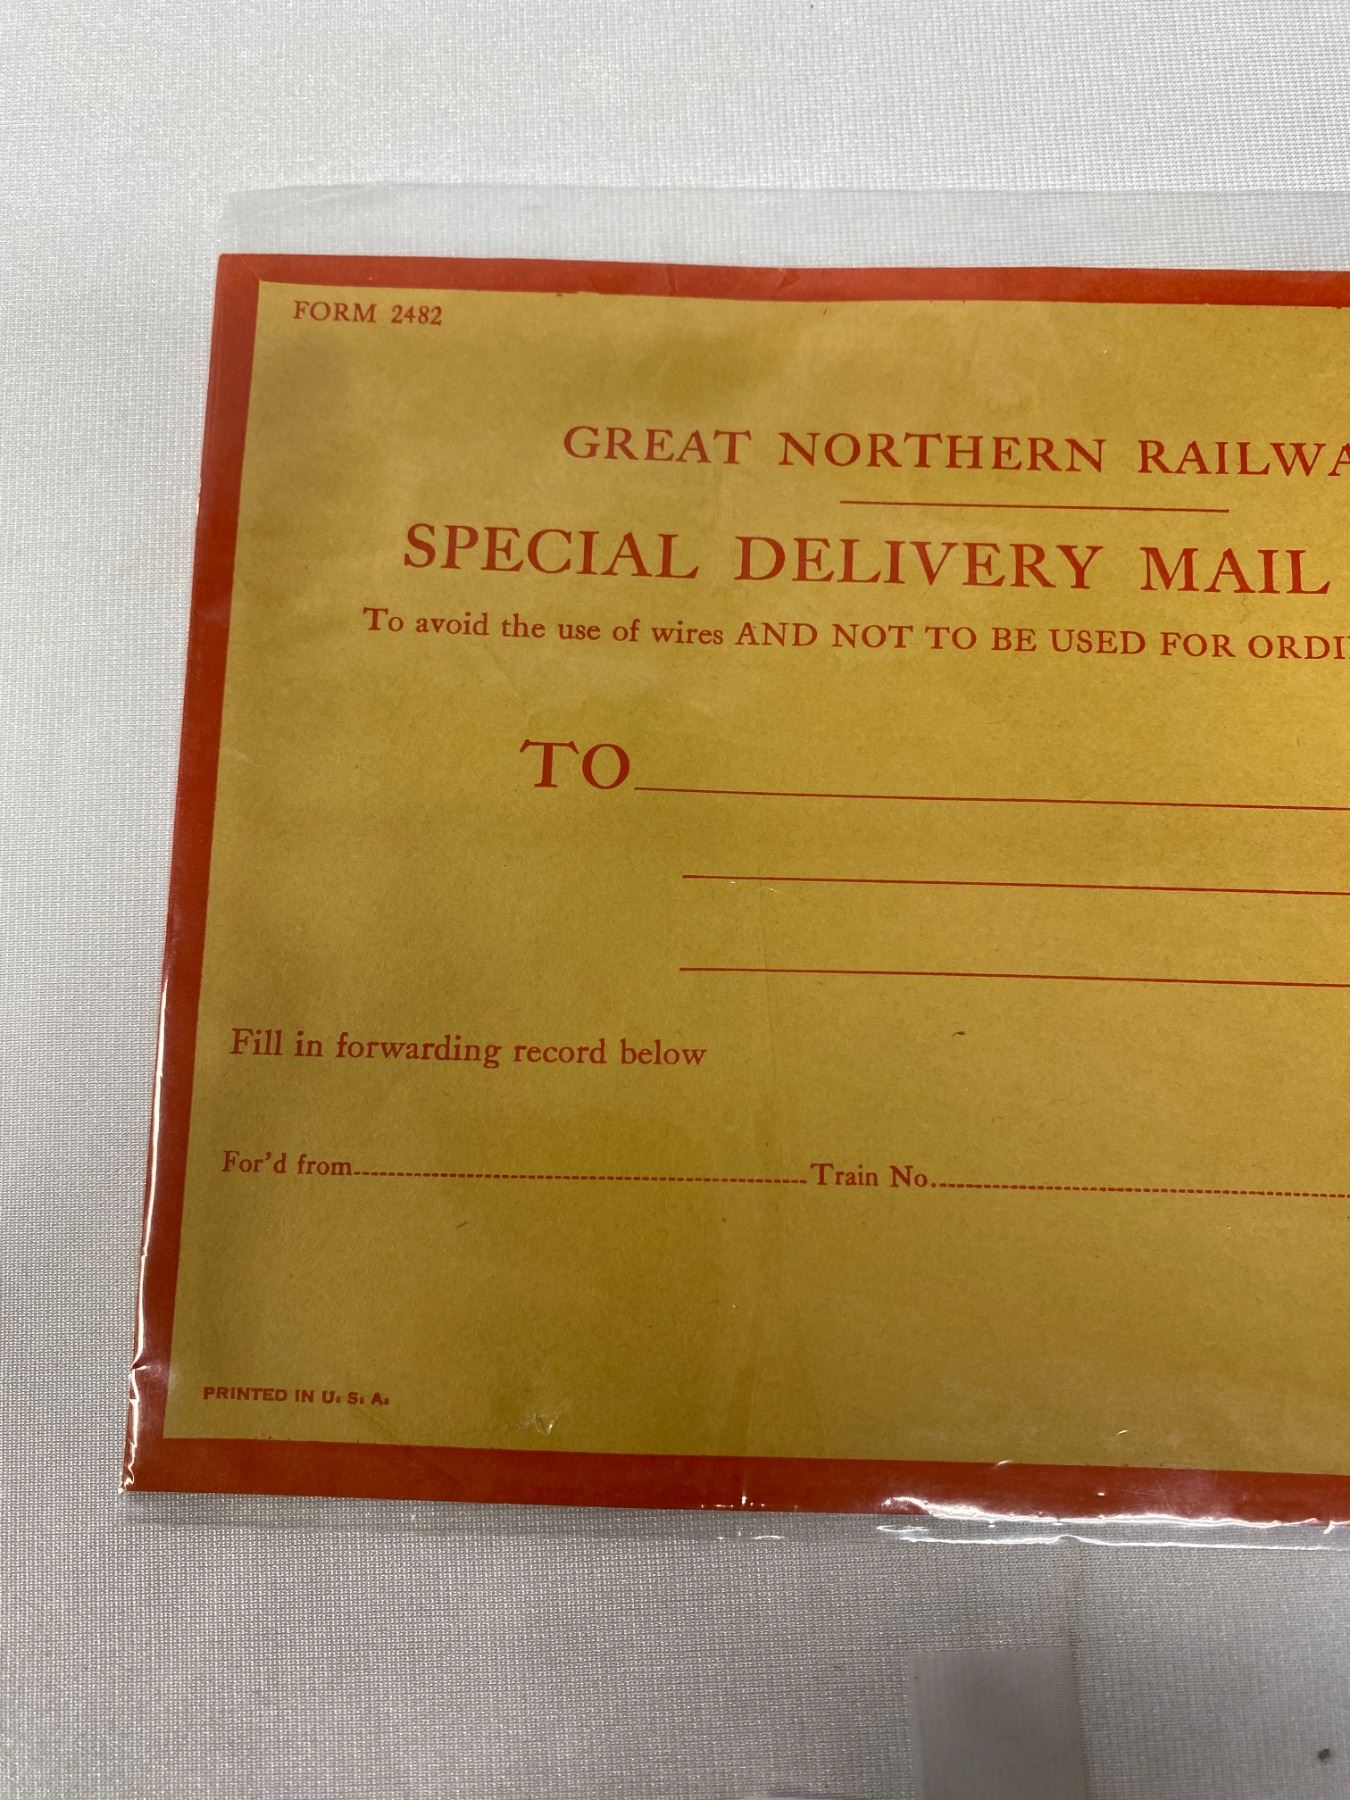 FORM 2482
GREAT NORTHERN RAILWA
SPECIAL DELIVERY MAIL
To avoid the use of wires AND NOT TO BE USED FOR ORDI
TO
Fill in forwarding record below
For'd from Train No.
PRINTED IN U. S. A.